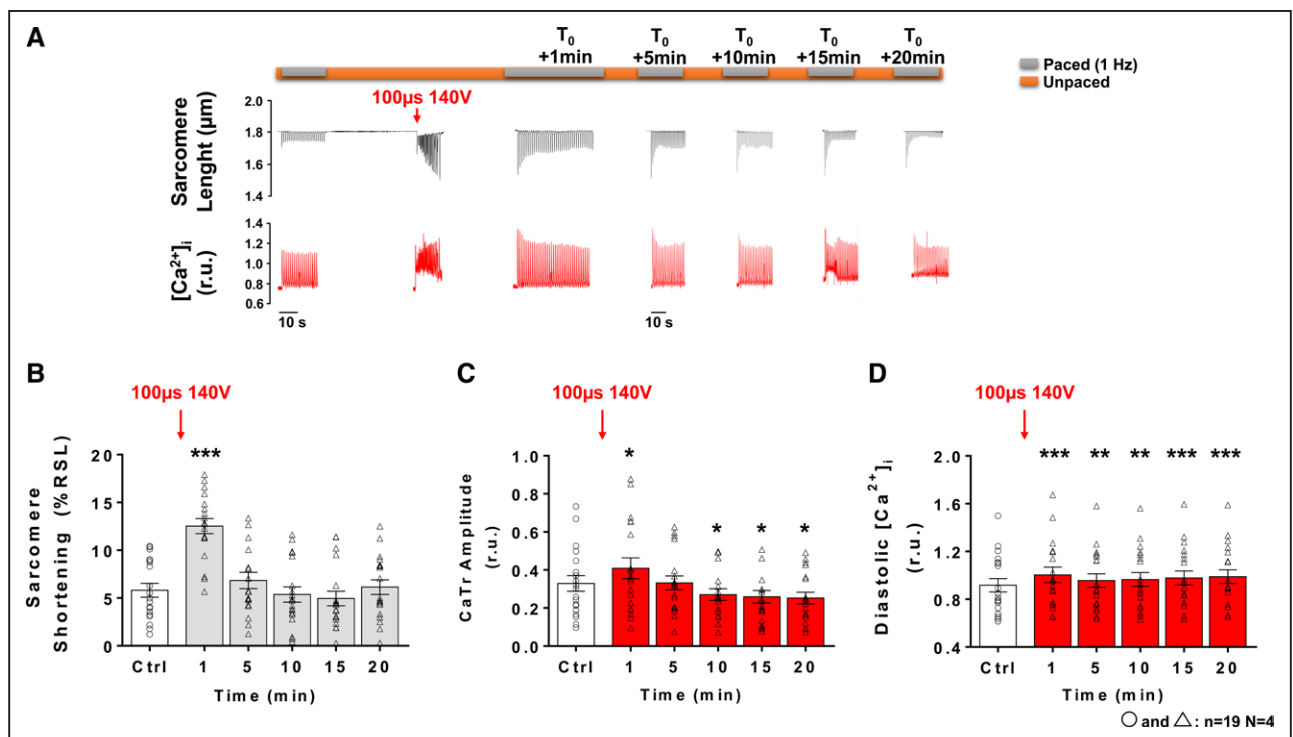 A
T0 +1min
T0 +5min
T0 +10min
T0 +15min
T0 +20min
Paced (1 Hz)
Unpaced
100µs 140V
Sarcomere
Lenght (µm)
2.0
1.8
1.6
1.4
[Ca2+]i
(r.u.)
1.4
1.2
1.0
0.8
0.6
10 s
10 s
B
100µs 140V
Sarcomere
Shortening (%RSL)
20
15
10
5
0
***
Ctrl 1 5 10 15 20
Time (min)
C
100µs 140V
CaTr Amplitude
(r.u.)
1.0
0.8
0.6
0.4
0.2
0.0
* * * *
Ctrl 1 5 10 15 20
Time (min)
D
100µs 140V
Diastolic [Ca2+]i
(r.u.)
2.0
1.6
1.2
0.8
0.4
*** ** ** *** ***
Ctrl 1 5 10 15 20
Time (min)
○ and △: n=19 N=4